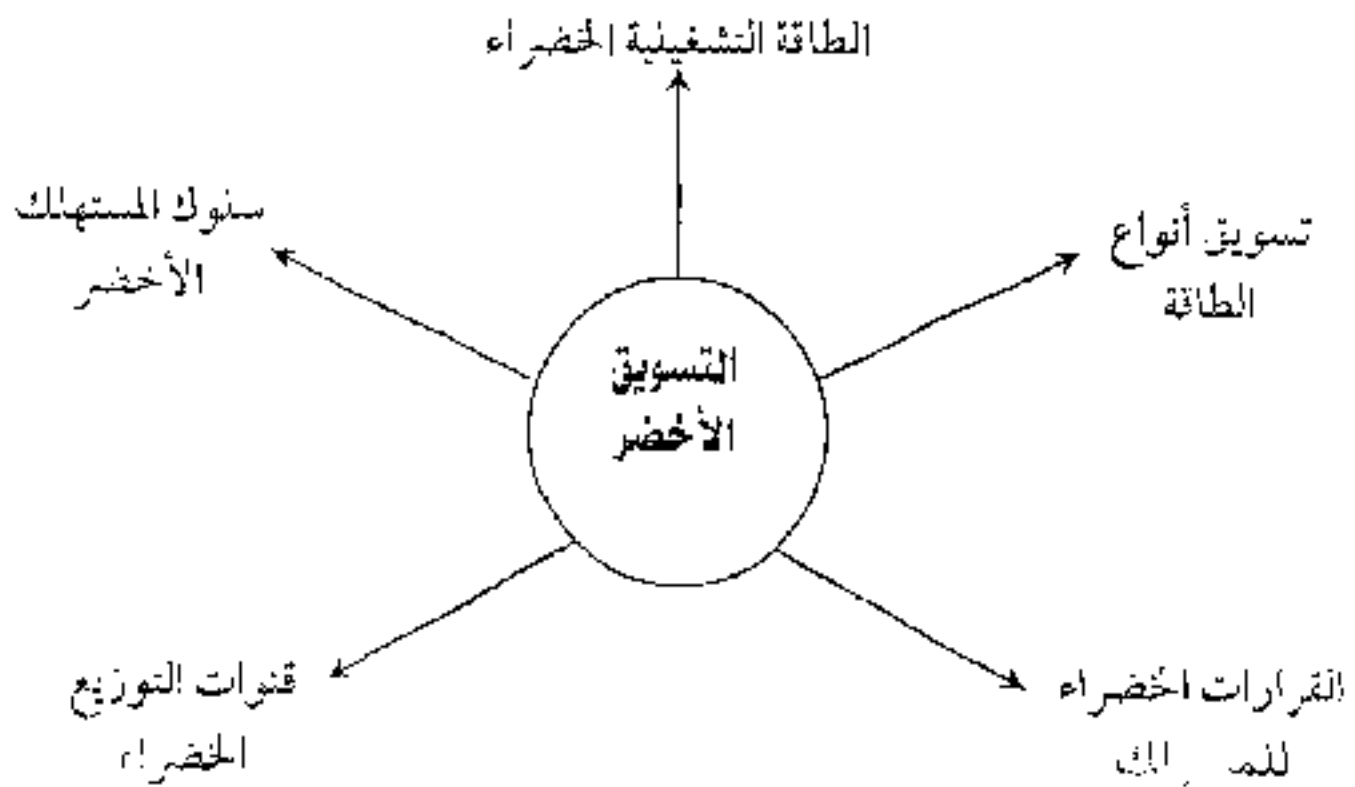 الطاقة التشغيلية الخضراء
سلوك المستهلك
الأخضر
تسويق أنواع
الطاقة
التسويق
الأخضر
قنوات التوزيع
الخضراء
القرارات الخضراء